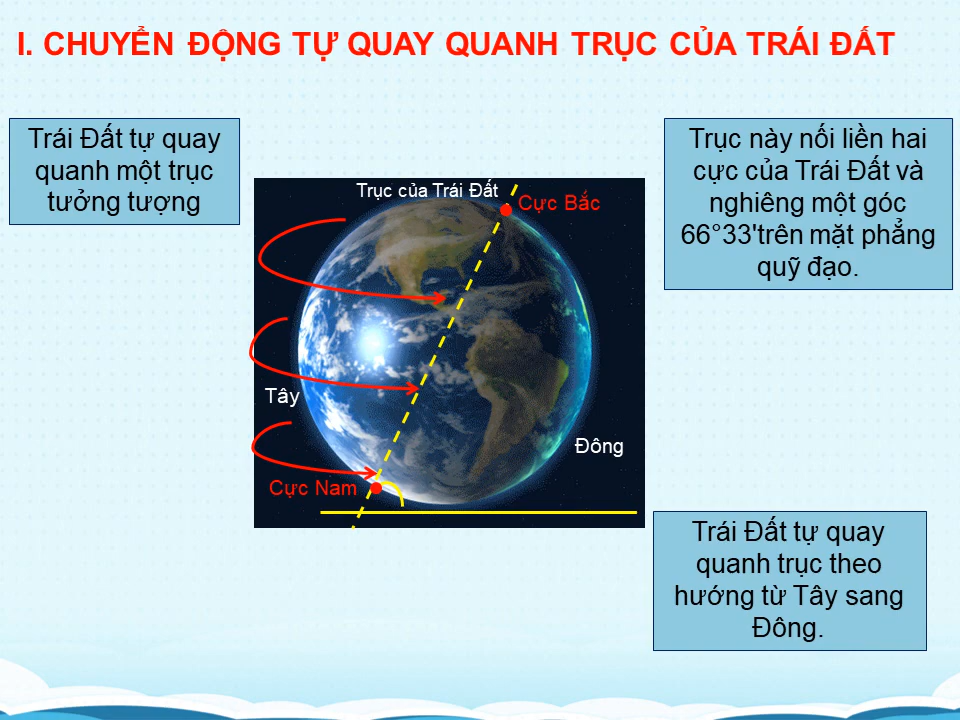 I. CHUYỂN ĐỘNG TỰ QUAY QUANH TRỤC CỦA TRÁI ĐẤT
Trái Đất tự quay
quanh một trục
tưởng tượng
Trục này nối liền hai
cực của Trái Đất và
nghiêng một góc
66°33'trên mặt phẳng
quỹ đạo.
Trục của Trái Đất
Cực Bắc
Tây
Đông
Cực Nam
Trái Đất tự quay
quanh trục theo
hướng từ Tây sang
Đông.